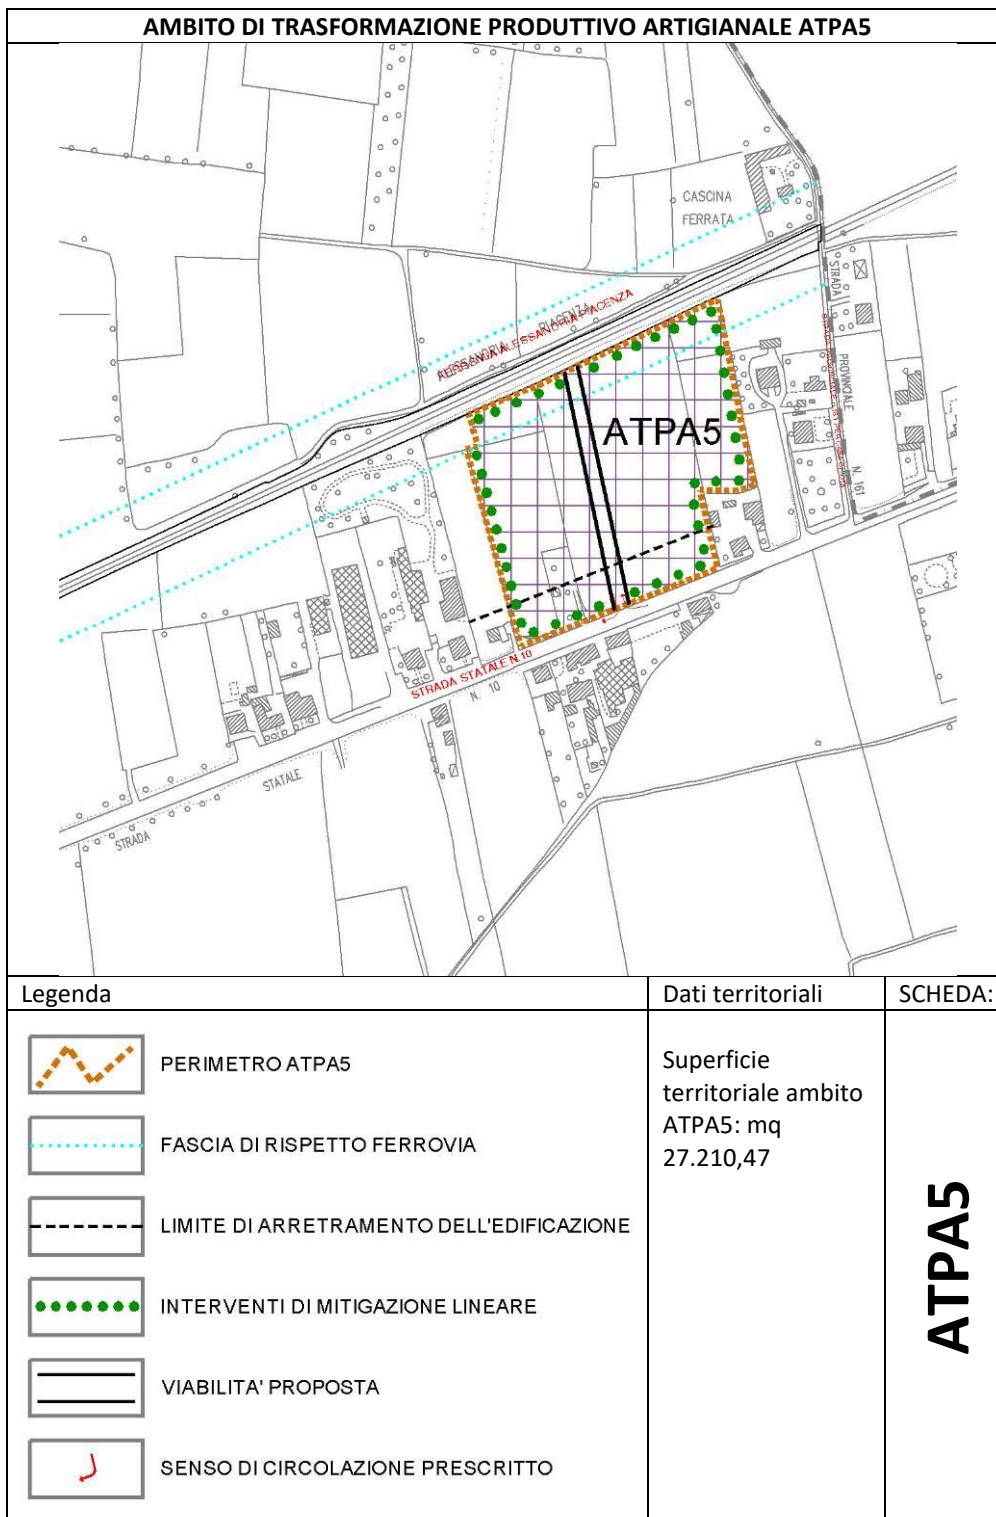 AMBITO DI TRASFORMAZIONE PRODUTTIVO ARTIGIANALE ATPA5
CASCINA
FERRATA
ALESSANDRIA PIACENZA
ATPA5
STRADA
PROVINCIALE
N. 161
STRADA STATALE N.10
N. 10
STATALE
STRADA
Legenda
Dati territoriali
SCHEDA:
PERIMETRO ATPA5
FASCIA DI RISPETTO FERROVIA
LIMITE DI ARRETRAMENTO DELL'EDIFICAZIONE
INTERVENTI DI MITIGAZIONE LINEARE
VIABILITA' PROPOSTA
SENSO DI CIRCOLAZIONE PRESCRITTO
Superficie
territoriale ambito
ATPA5: mq
27.210,47
ATPA5